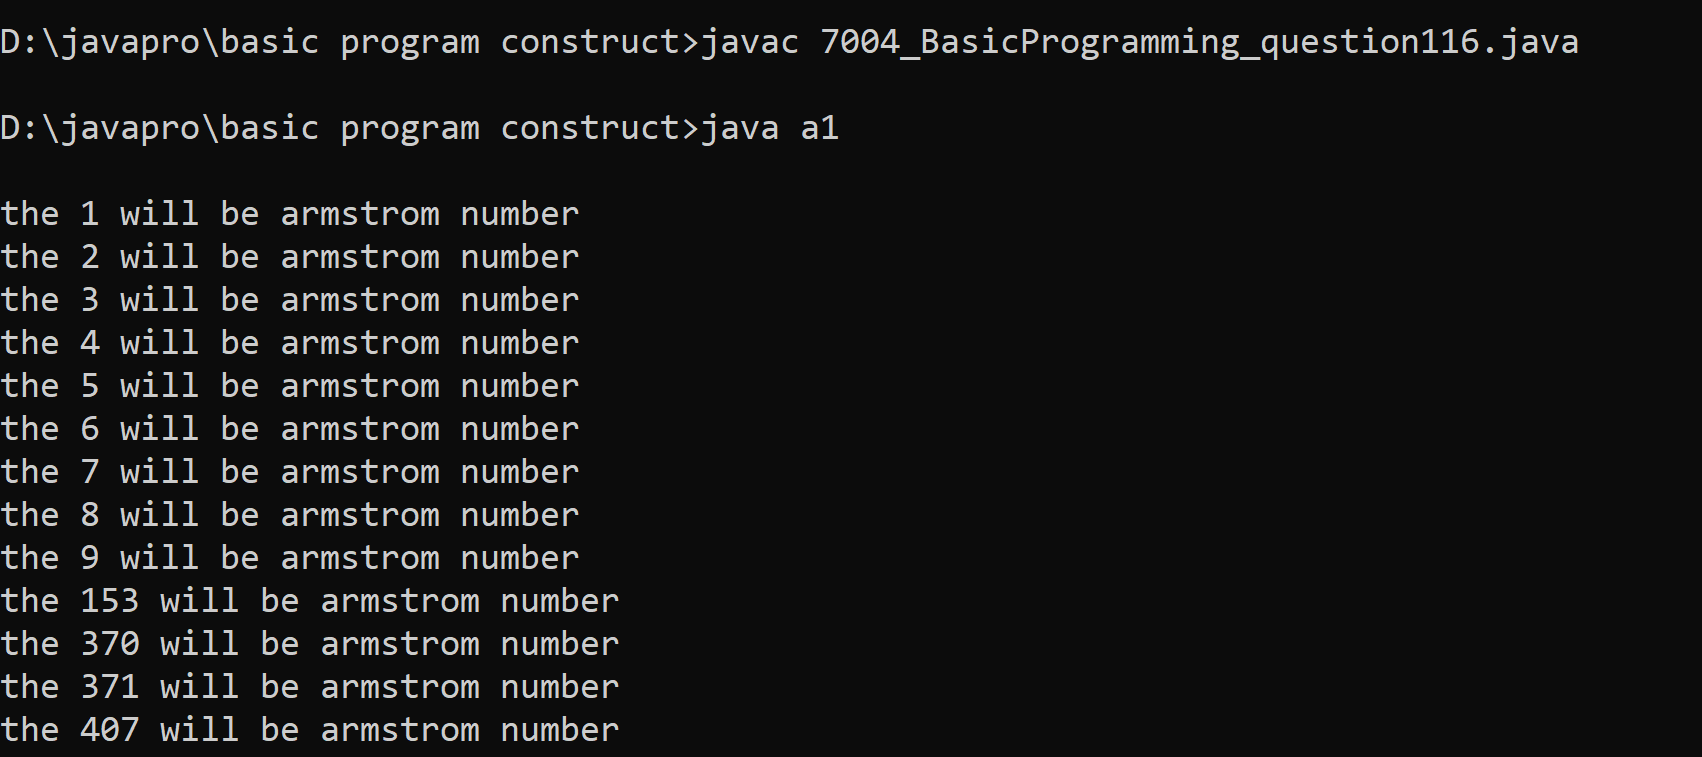 D:\javapro\basic program construct>javac 7004_BasicProgramming_question116.java
D:\javapro\basic program construct>java a1
the 1 will be armstrom number
the 2 will be armstrom number
the 3 will be armstrom number
the 4 will be armstrom number
the 5 will be armstrom number
the 6 will be armstrom number
the 7 will be armstrom number
the 8 will be armstrom number
the 9 will be armstrom number
the 153 will be armstrom number
the 370 will be armstrom number
the 371 will be armstrom number
the 407 will be armstrom number